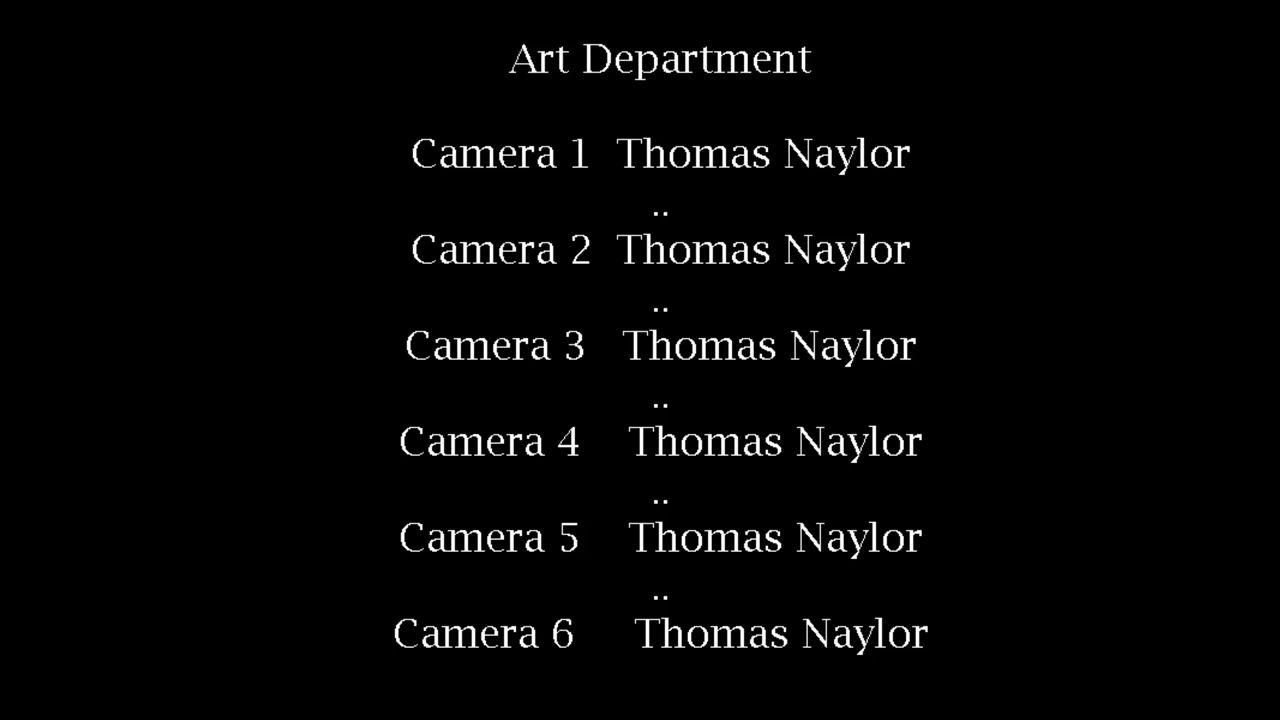 Art Department
Camera 1 Thomas Naylor
..
Camera 2 Thomas Naylor
..
Camera 3 Thomas Naylor
..
Camera 4 Thomas Naylor
..
Camera 5 Thomas Naylor
..
Camera 6 Thomas Naylor